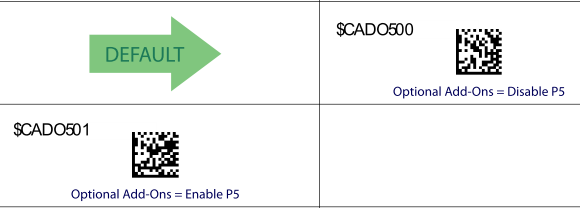 DEFAULT
$CADO500
Optional Add-Ons = Disable P5
$CADO501
Optional Add-Ons = Enable P5